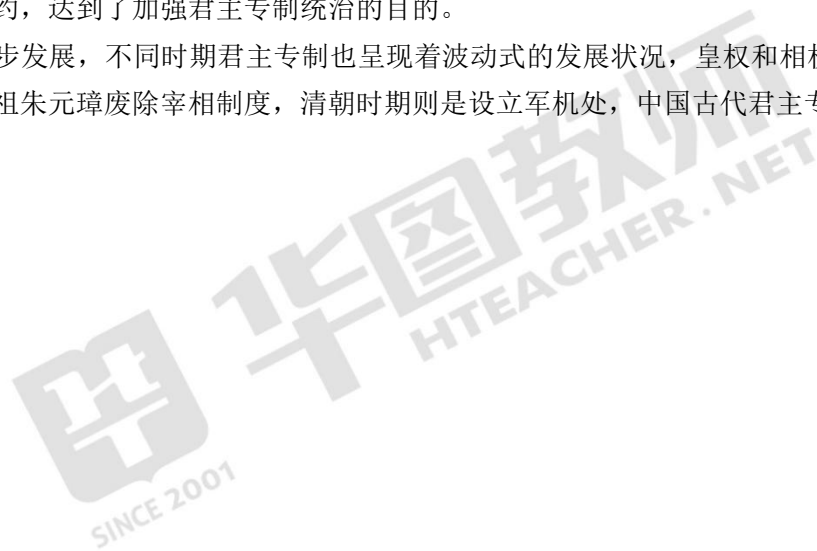 约，达到了加强君主专制统治的目的。
步发展，不同时期君主专制也呈现着波动式的发展状况，皇权和相
祖朱元璋废除宰相制度，清朝时期则是设立军机处，中国古代君主专
华图教师
HTEACHER.NET
SINCE 2001